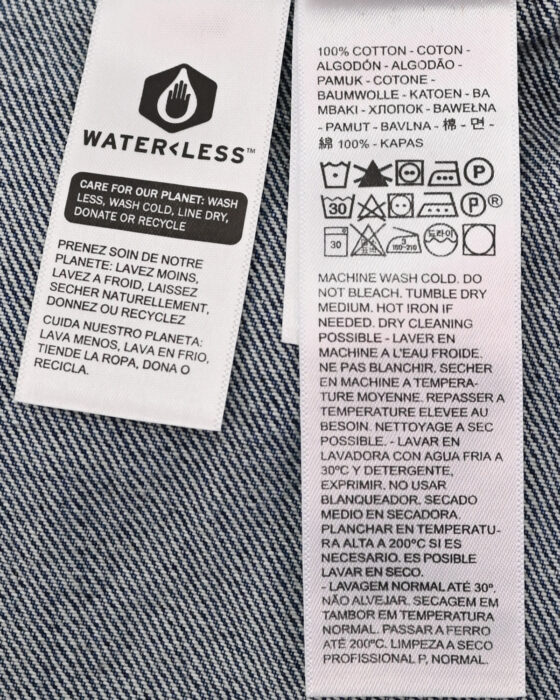 WATER<LESS™
CARE FOR OUR PLANET: WASH
LESS, WASH COLD, LINE DRY,
DONATE OR RECYCLE
PRENEZ SOIN DE NOTRE
PLANETE: LAVEZ MOINS,
LAVEZ A FROID, LAISSEZ
SECHER NATURELLEMENT,
DONNEZ OU RECYCLEZ
CUIDA NUESTRO PLANETA:
LAVA MENOS, LAVA EN FRIO,
TIENDE LA ROPA, DONA O
RECICLA.
100% COTTON - COTON -
ALGODÓN - ALGODÃO -
PAMUK - COTONE -
BAUMWOLLE - KATOEN - BA
MBAKI - ХЛОПОК - BAWEŁNA
- PAMUT - BAVLNA - 棉 - 면 -
綿 100% - KAPAS
P
30 P®
30 180-210 드라이
MACHINE WASH COLD. DO
NOT BLEACH. TUMBLE DRY
MEDIUM. HOT IRON IF
NEEDED. DRY CLEANING
POSSIBLE - LAVER EN
MACHINE A L'EAU FROIDE.
NE PAS BLANCHIR. SECHER
EN MACHINE A TEMPERA-
TURE MOYENNE. REPASSER A
TEMPERATURE ELEVEE AU
BESOIN. NETTOYAGE A SEC
POSSIBLE. - LAVAR EN
LAVADORA CON AGUA FRIA A
30ºC Y DETERGENTE,
EXPRIMIR. NO USAR
BLANQUEADOR. SECADO
MEDIO EN SECADORA.
PLANCHAR EN TEMPERATU-
RA ALTA A 200ºC SI ES
NECESARIO. ES POSIBLE
LAVAR EN SECO.
- LAVAGEM NORMAL ATÉ 30º,
NÃO ALVEJAR. SECAGEM EM
TAMBOR EM TEMPERATURA
NORMAL. PASSAR A FERRO
ATÉ 200ºC. LIMPEZA A SECO
PROFISSIONAL P, NORMAL.